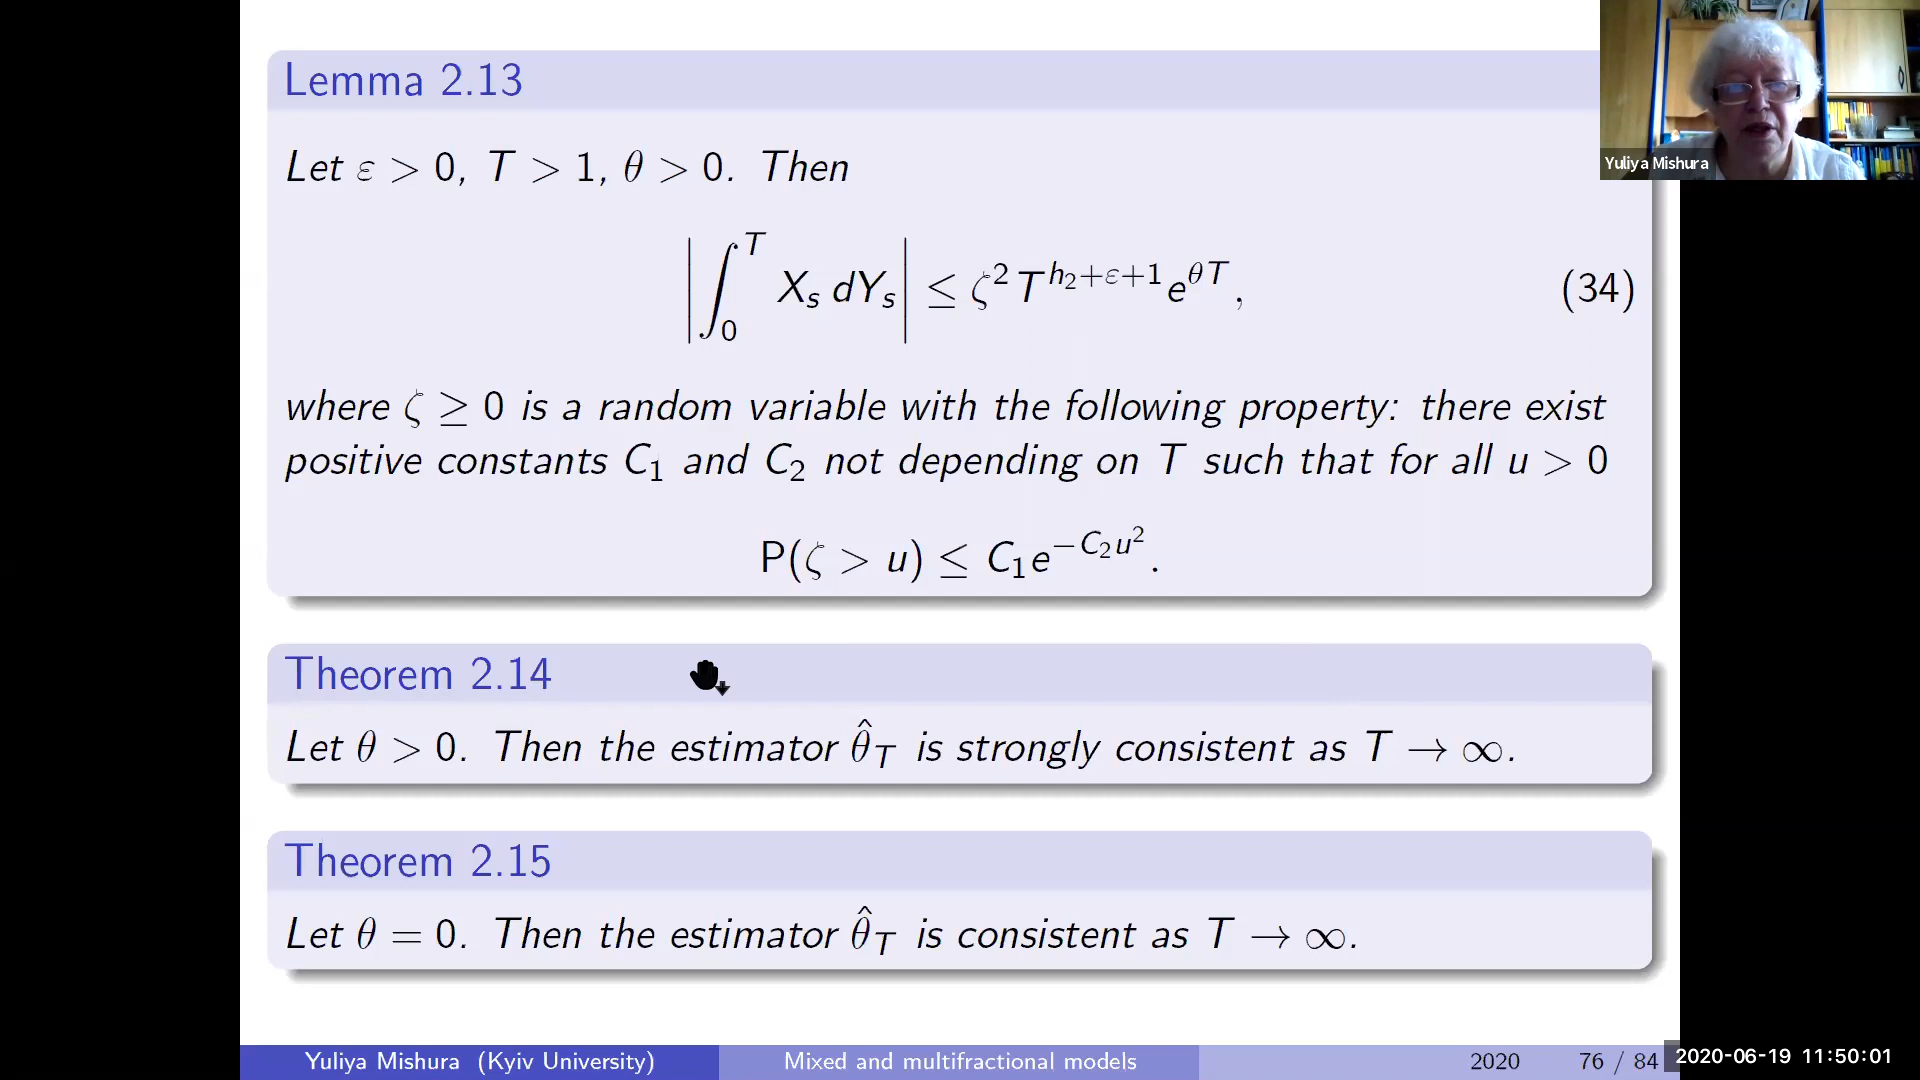 Lemma 2.13
Let ε > 0, T > 1, θ > 0. Then
|∫₀ᵀ Xₛ dYₛ| ≤ ζ² T^{h₂+ε+1} e^{θT}, (34)
where ζ ≥ 0 is a random variable with the following property: there exist
positive constants C₁ and C₂ not depending on T such that for all u > 0
P(ζ > u) ≤ C₁e^{−C₂u²}.
Theorem 2.14
Let θ > 0. Then the estimator θ̂_T is strongly consistent as T → ∞.
Theorem 2.15
Let θ = 0. Then the estimator θ̂_T is consistent as T → ∞.
Yuliya Mishura (Kyiv University) Mixed and multifractional models 2020 76 / 84
Yuliya Mishura
2020-06-19 11:50:01